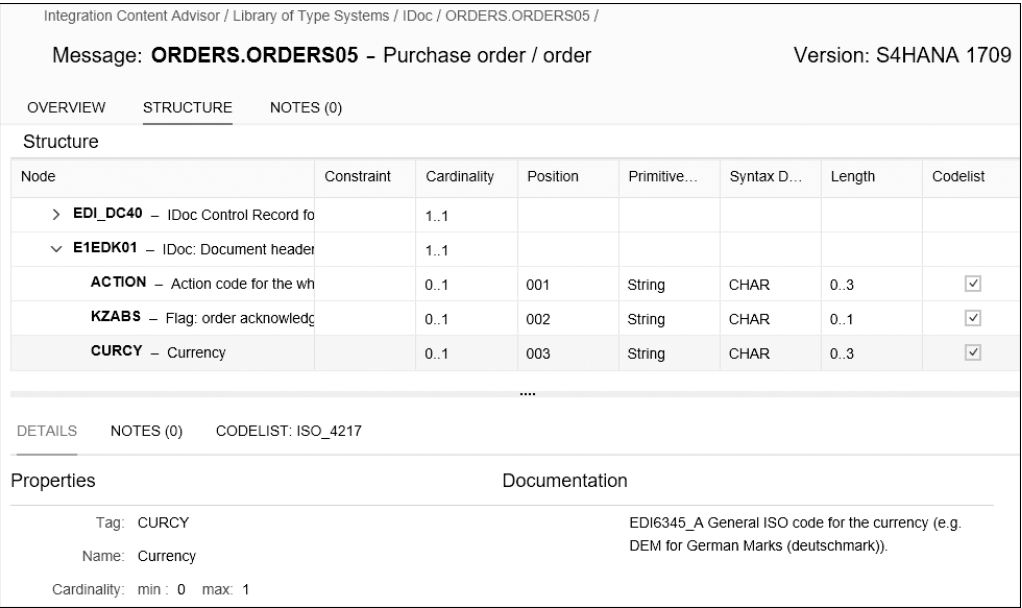 Integration Content Advisor / Library of Type Systems / IDoc / ORDERS.ORDERS05 /
Message: ORDERS.ORDERS05 – Purchase order / order Version: S4HANA 1709
OVERVIEW STRUCTURE NOTES (0)
Structure
Node Constraint Cardinality Position Primitive... Syntax D... Length Codelist
EDI_DC40 – IDoc Control Record fo 1..1
E1EDK01 – IDoc: Document header 1..1
ACTION – Action code for the wh 0..1 001 String CHAR 0..3
KZABS – Flag: order acknowledg 0..1 002 String CHAR 0..1
CURCY – Currency 0..1 003 String CHAR 0..3
DETAILS NOTES (0) CODELIST: ISO_4217
Properties Documentation
Tag: CURCY EDI6345_A General ISO code for the currency (e.g.
DEM for German Marks (deutschmark)).
Name: Currency
Cardinality: min : 0 max: 1